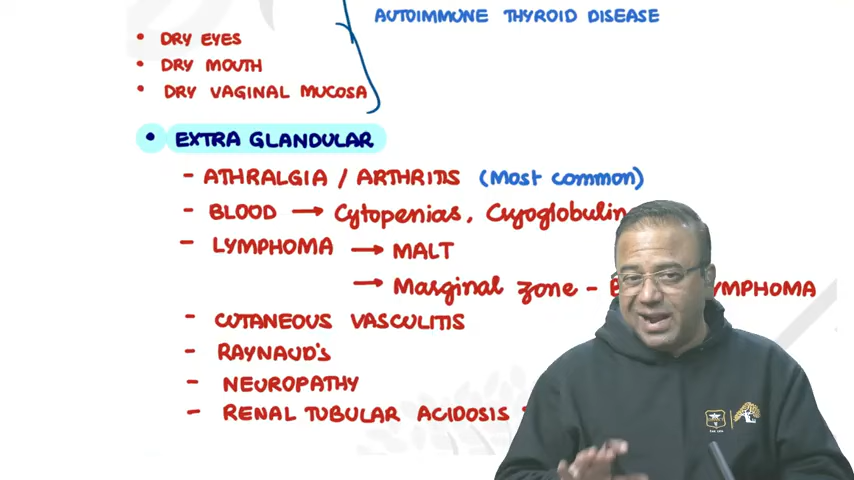 AUTOIMMUNE THYROID DISEASE
• DRY EYES
• DRY MOUTH
• DRY VAGINAL MUCOSA
• EXTRA GLANDULAR
- ATHRALGIA / ARTHRITIS (Most common)
- BLOOD → Cytopenias, Cryoglobulin
- LYMPHOMA → MALT
→ Marginal zone - LYMPHOMA
- CUTANEOUS VASCULITIS
- RAYNAUD'S
- NEUROPATHY
- RENAL TUBULAR ACIDOSIS